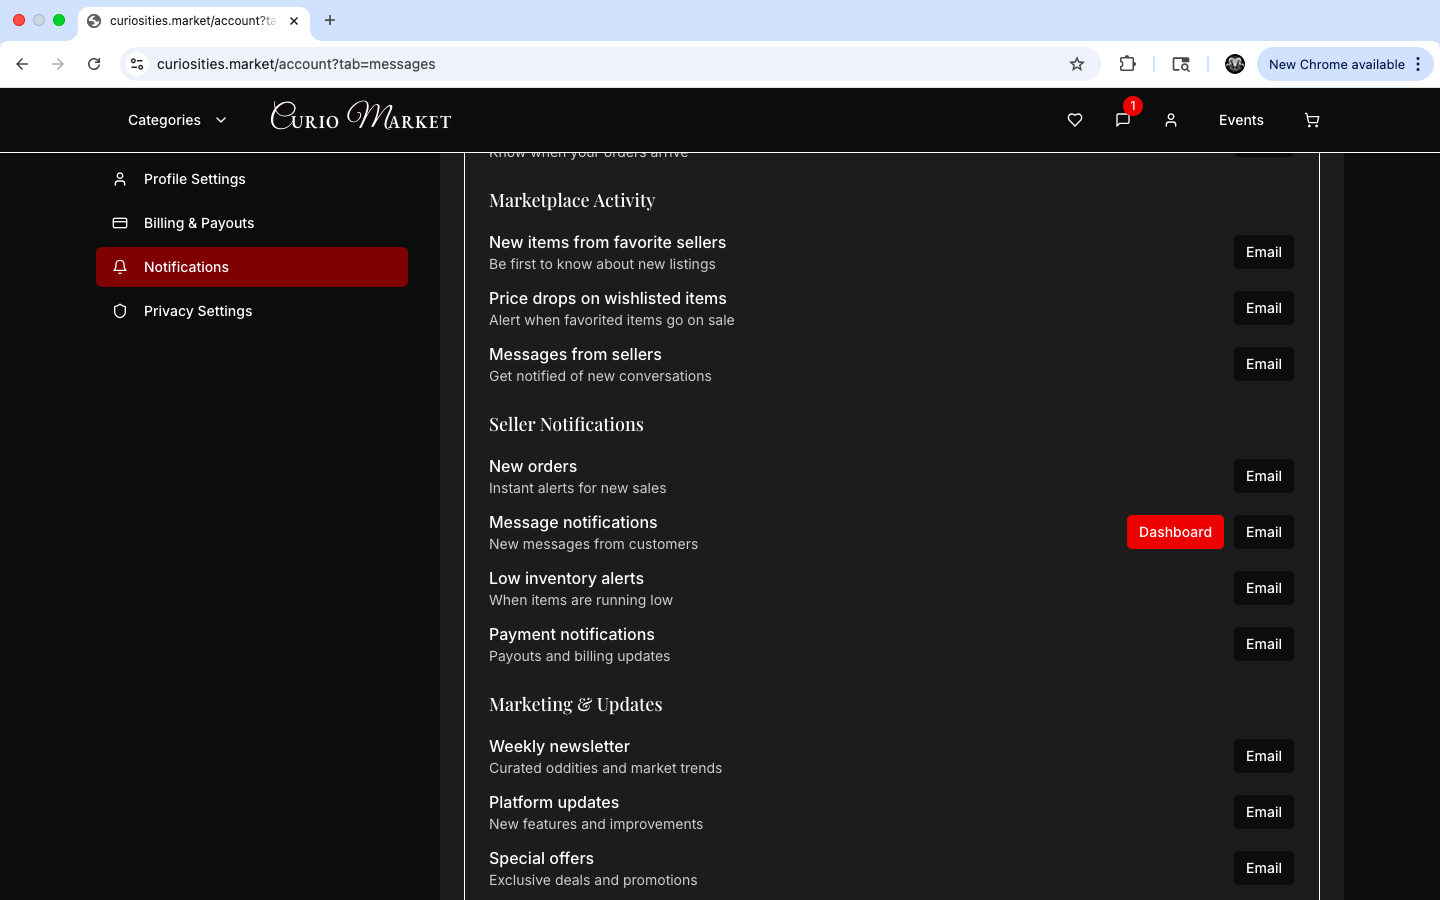 curiosities.market/account?ta
curiosities.market/account?tab=messages
New Chrome available
Categories
Curio Market
1
Events
Know when your orders arrive
Profile Settings
Billing & Payouts
Notifications
Privacy Settings
Marketplace Activity
New items from favorite sellers
Be first to know about new listings
Email
Price drops on wishlisted items
Alert when favorited items go on sale
Email
Messages from sellers
Get notified of new conversations
Email
Seller Notifications
New orders
Instant alerts for new sales
Email
Message notifications
New messages from customers
Dashboard
Email
Low inventory alerts
When items are running low
Email
Payment notifications
Payouts and billing updates
Email
Marketing & Updates
Weekly newsletter
Curated oddities and market trends
Email
Platform updates
New features and improvements
Email
Special offers
Exclusive deals and promotions
Email